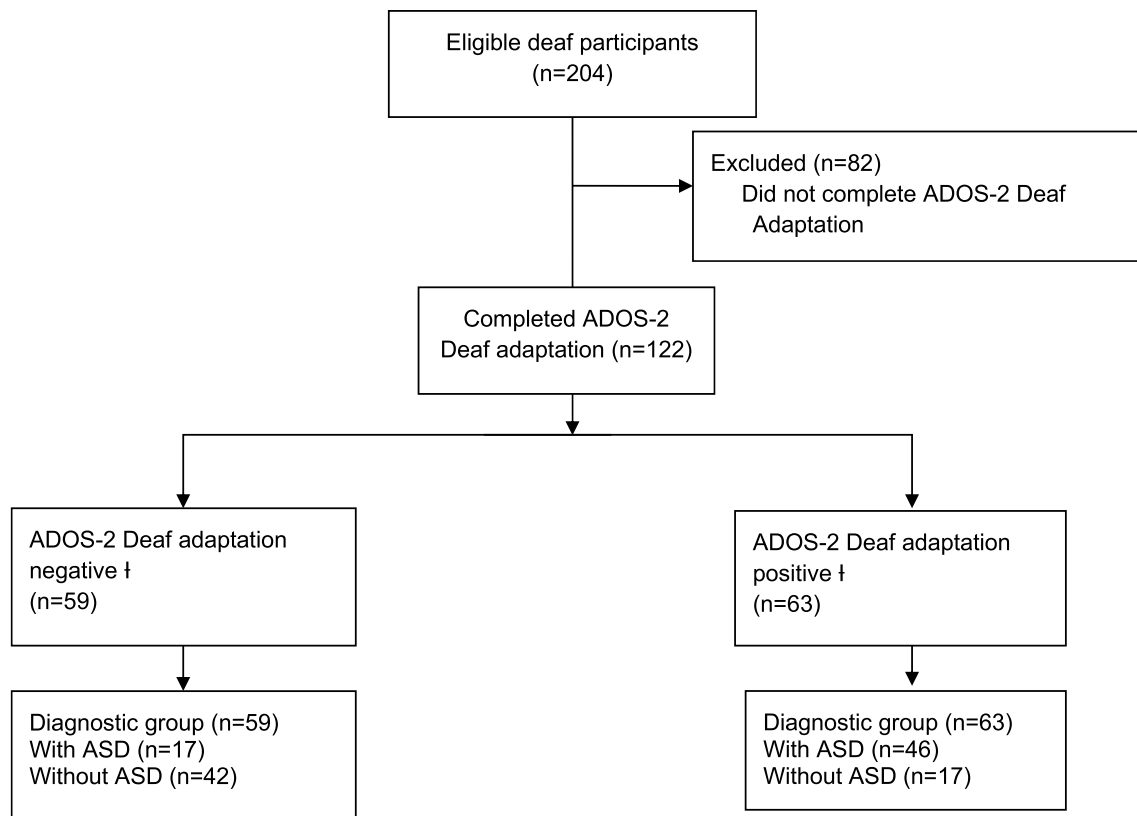 Eligible deaf participants
(n=204)
Excluded (n=82)
Did not complete ADOS-2 Deaf
Adaptation
Completed ADOS-2
Deaf adaptation (n=122)
ADOS-2 Deaf adaptation
negative ƚ
(n=59)
ADOS-2 Deaf adaptation
positive ƚ
(n=63)
Diagnostic group (n=59)
With ASD (n=17)
Without ASD (n=42)
Diagnostic group (n=63)
With ASD (n=46)
Without ASD (n=17)